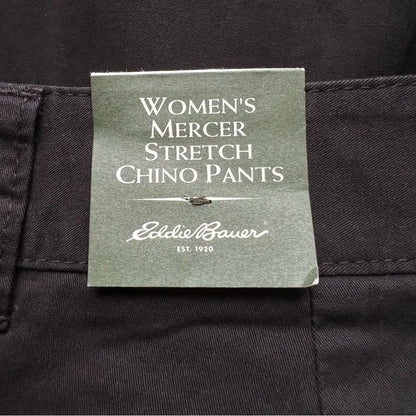 WOMEN'S
MERCER
STRETCH
CHINO PANTS
Eddie Bauer®
EST. 1920